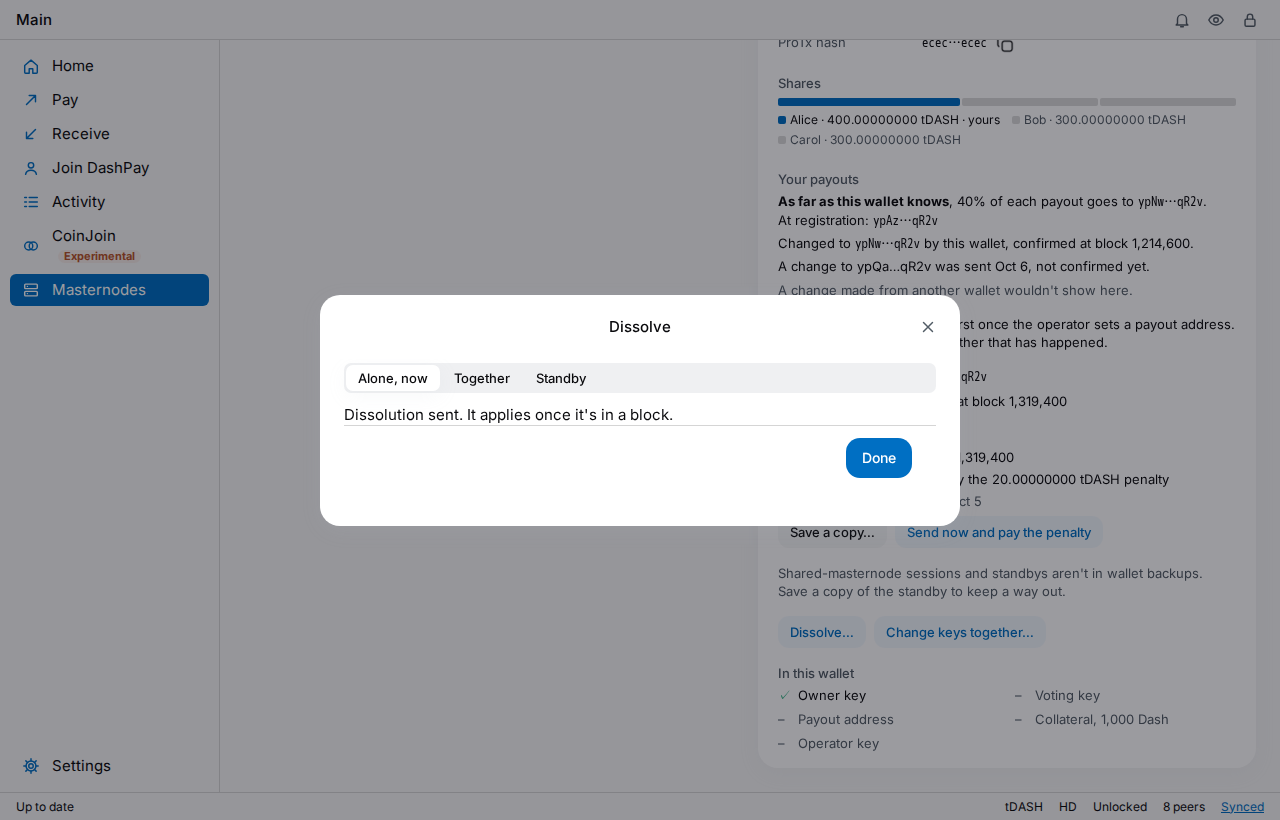 Main
Home
Pay
Receive
Join DashPay
Activity
CoinJoin
Experimental
Masternodes
Settings
ProTx hash ecec⋯ecec
Shares
Alice · 400.00000000 tDASH · yours Bob · 300.00000000 tDASH
Carol · 300.00000000 tDASH
Your payouts
As far as this wallet knows, 40% of each payout goes to ypNw⋯qR2v.
At registration: ypAz⋯qR2v
Changed to ypNw⋯qR2v by this wallet, confirmed at block 1,214,600.
A change to ypQa…qR2v was sent Oct 6, not confirmed yet.
A change made from another wallet wouldn't show here.
once the operator sets a payout address.
that has happened.
qR2v
at block 1,319,400
319,400
the 20.00000000 tDASH penalty
5
Dissolve
Alone, now Together Standby
Dissolution sent. It applies once it's in a block.
Done
Save a copy… Send now and pay the penalty
Shared-masternode sessions and standbys aren't in wallet backups.
Save a copy of the standby to keep a way out.
Dissolve… Change keys together…
In this wallet
✓ Owner key – Voting key
– Payout address – Collateral, 1,000 Dash
– Operator key
Up to date tDASH HD Unlocked 8 peers Synced